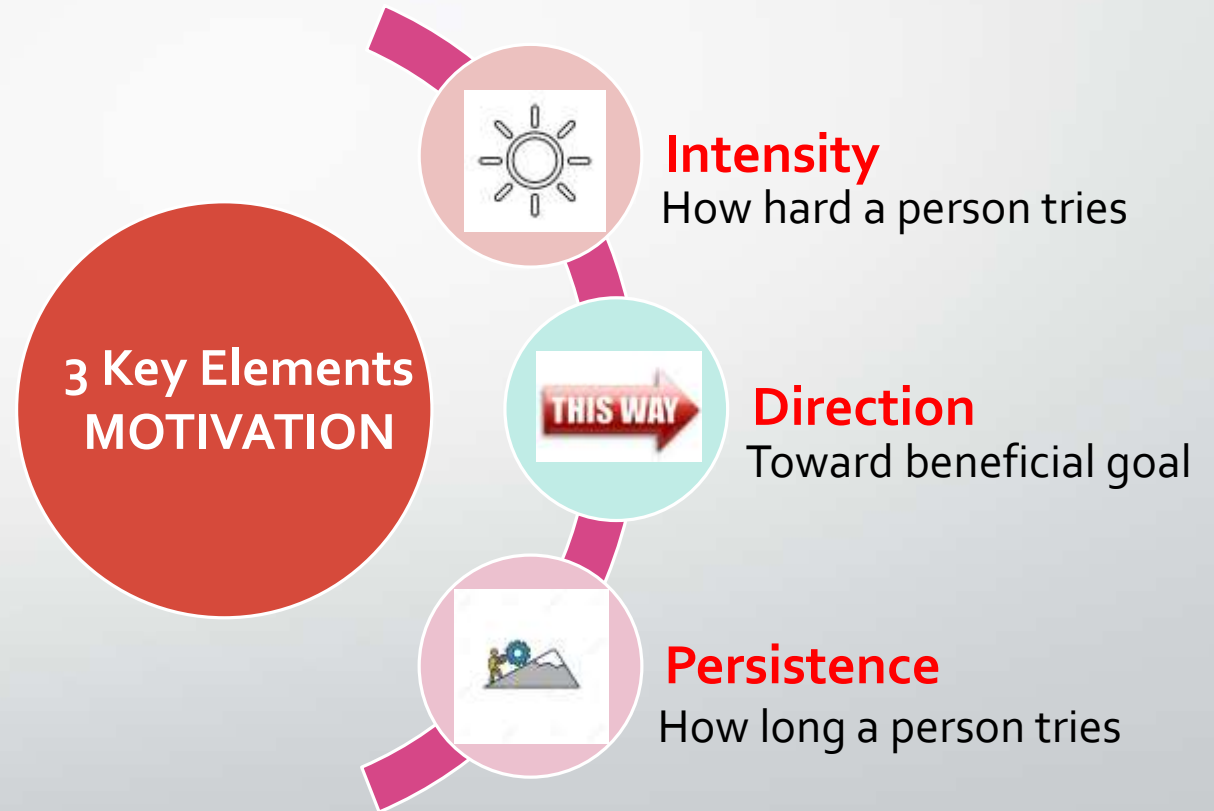 3 Key Elements
MOTIVATION
Intensity
How hard a person tries
THIS WAY
Direction
Toward beneficial goal
Persistence
How long a person tries